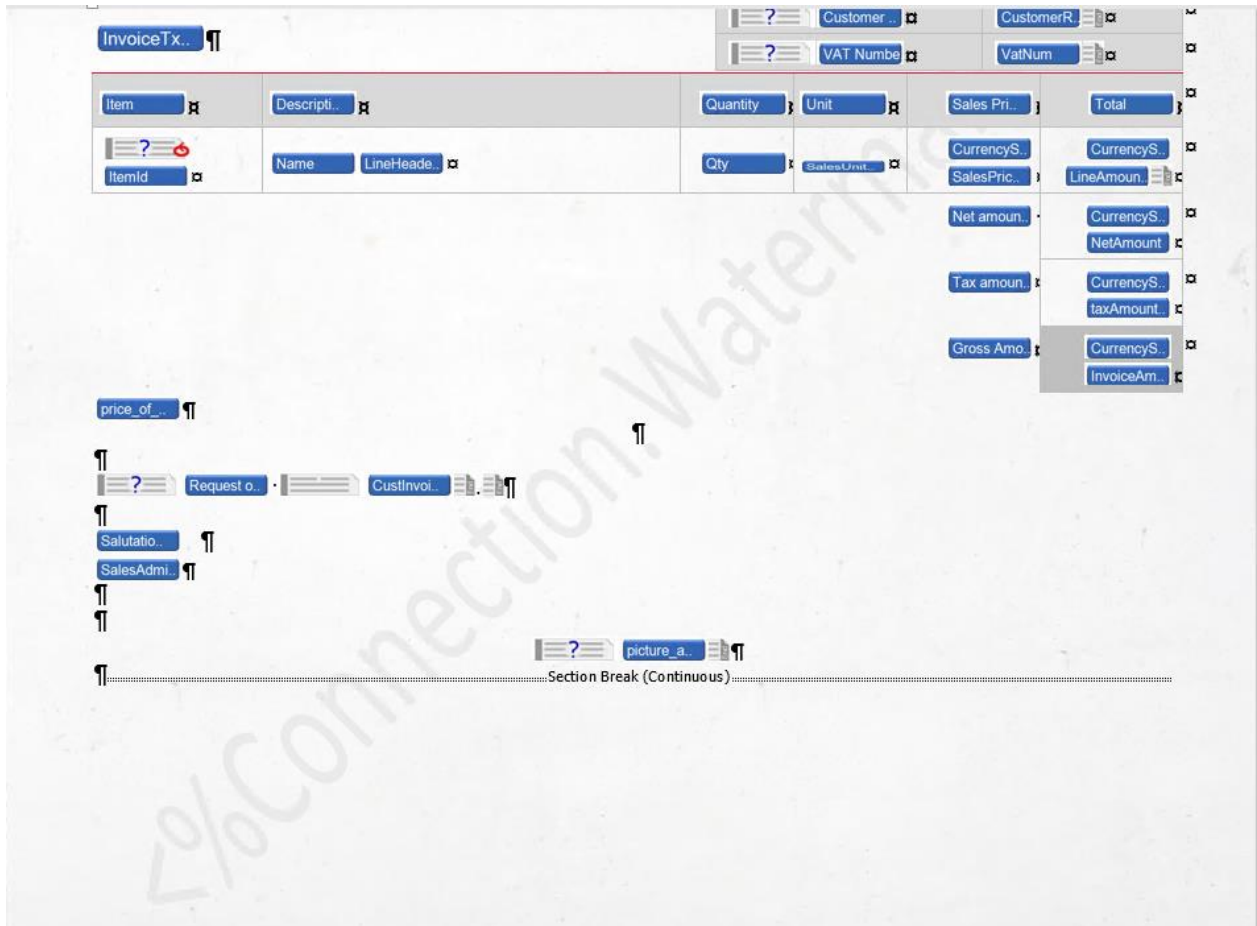 Customer .. CustomerR..
InvoiceTx.. ¶
? VAT Numbe VatNum
Item Descripti.. Quantity Unit Sales Pri.. Total
? CurrencyS.. CurrencyS..
Name LineHeade.. Qty SalesUnit..
ItemId SalesPric.. LineAmoun..
Net amoun.. CurrencyS..
NetAmount
Tax amoun.. CurrencyS..
taxAmount..
Gross Amo.. CurrencyS..
InvoiceAm..
price_of_.. ¶
¶
¶
? Request o.. · CustInvoi.. . ¶
¶
Salutatio.. ¶
SalesAdmi.. ¶
¶
¶
? picture_a.. ¶
¶ Section Break (Continuous)
<%Connection.Waterma